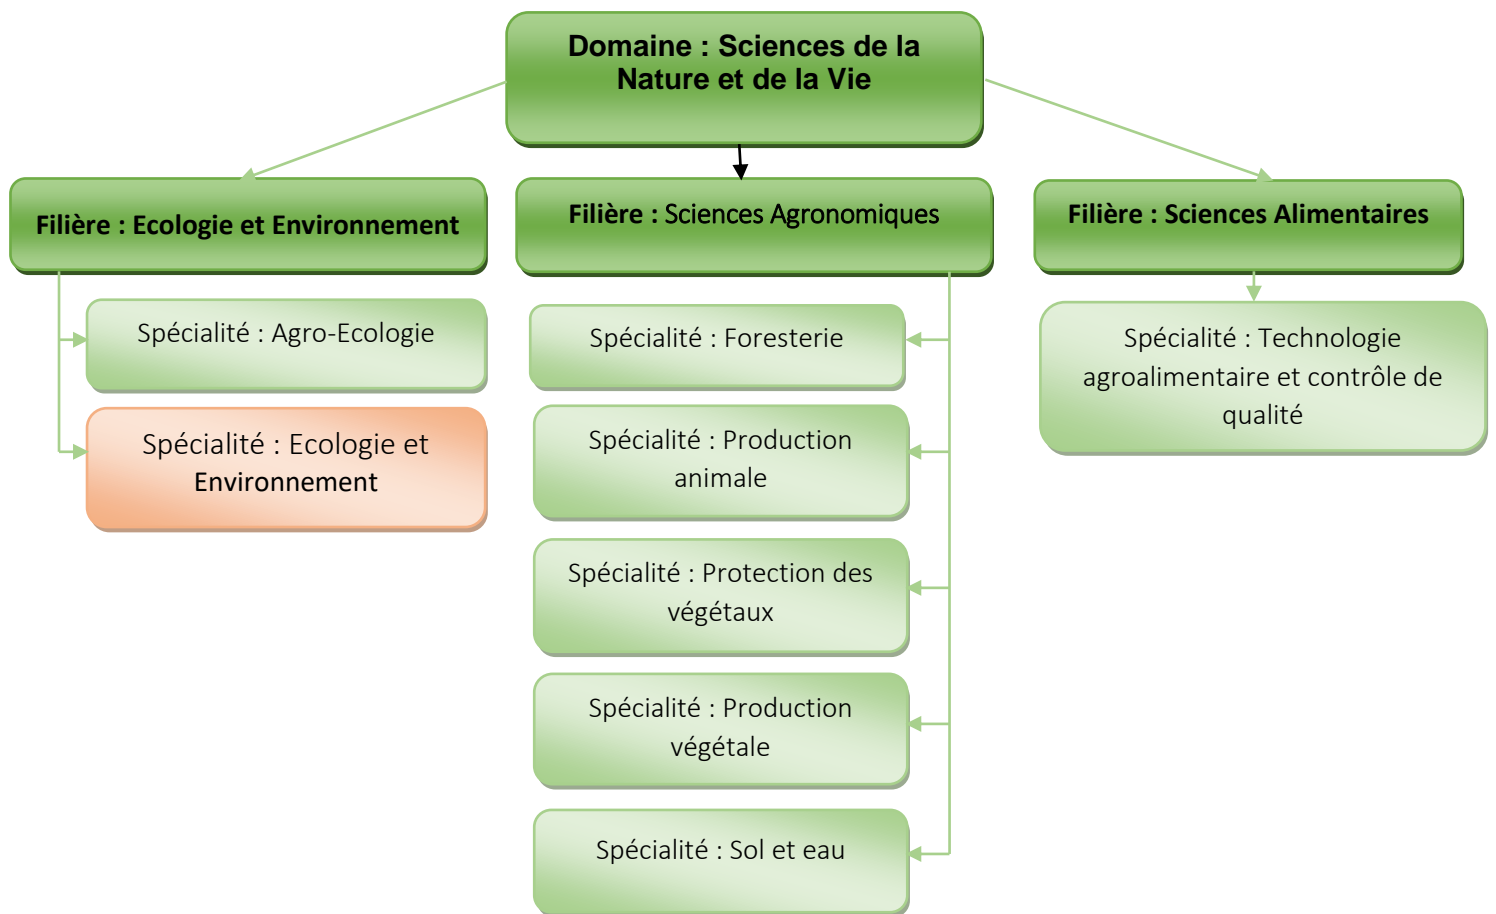 Domaine : Sciences de la
Nature et de la Vie
Filière : Ecologie et Environnement
Spécialité : Agro-Ecologie
Spécialité : Ecologie et
Environnement
Filière : Sciences Agronomiques
Spécialité : Foresterie
Spécialité : Production
animale
Spécialité : Protection des
végétaux
Spécialité : Production
végétale
Spécialité : Sol et eau
Filière : Sciences Alimentaires
Spécialité : Technologie
agroalimentaire et contrôle de
qualité